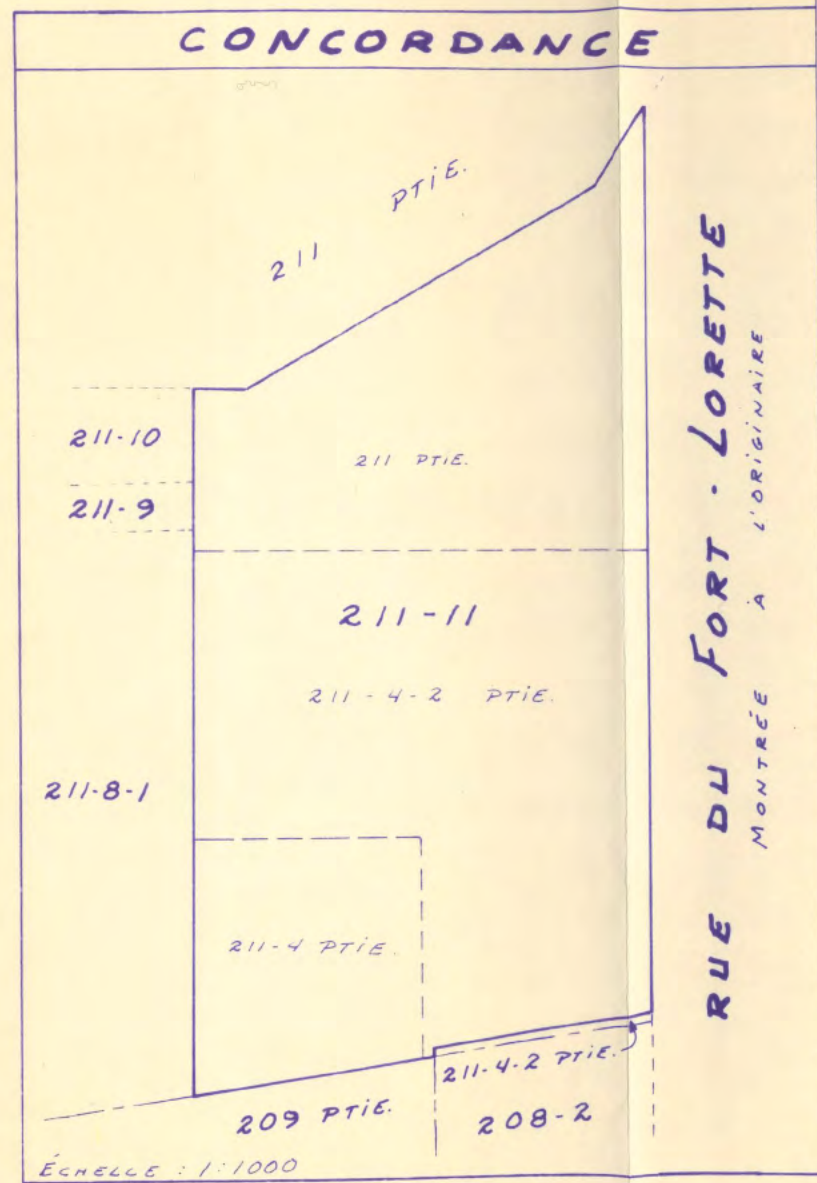 CONCORDANCE
211 PTIE.
211-10
211 PTIE.
211-9
211-11
211-4-2 PTIE.
211-8-1
211-4 PTIE.
211-4-2 PTIE.
209 PTIE.
208-2
RUE DU FORT-LORETTE
MONTRÉE À L'ORIGINAIRE
ÉCHELLE : 1:1000